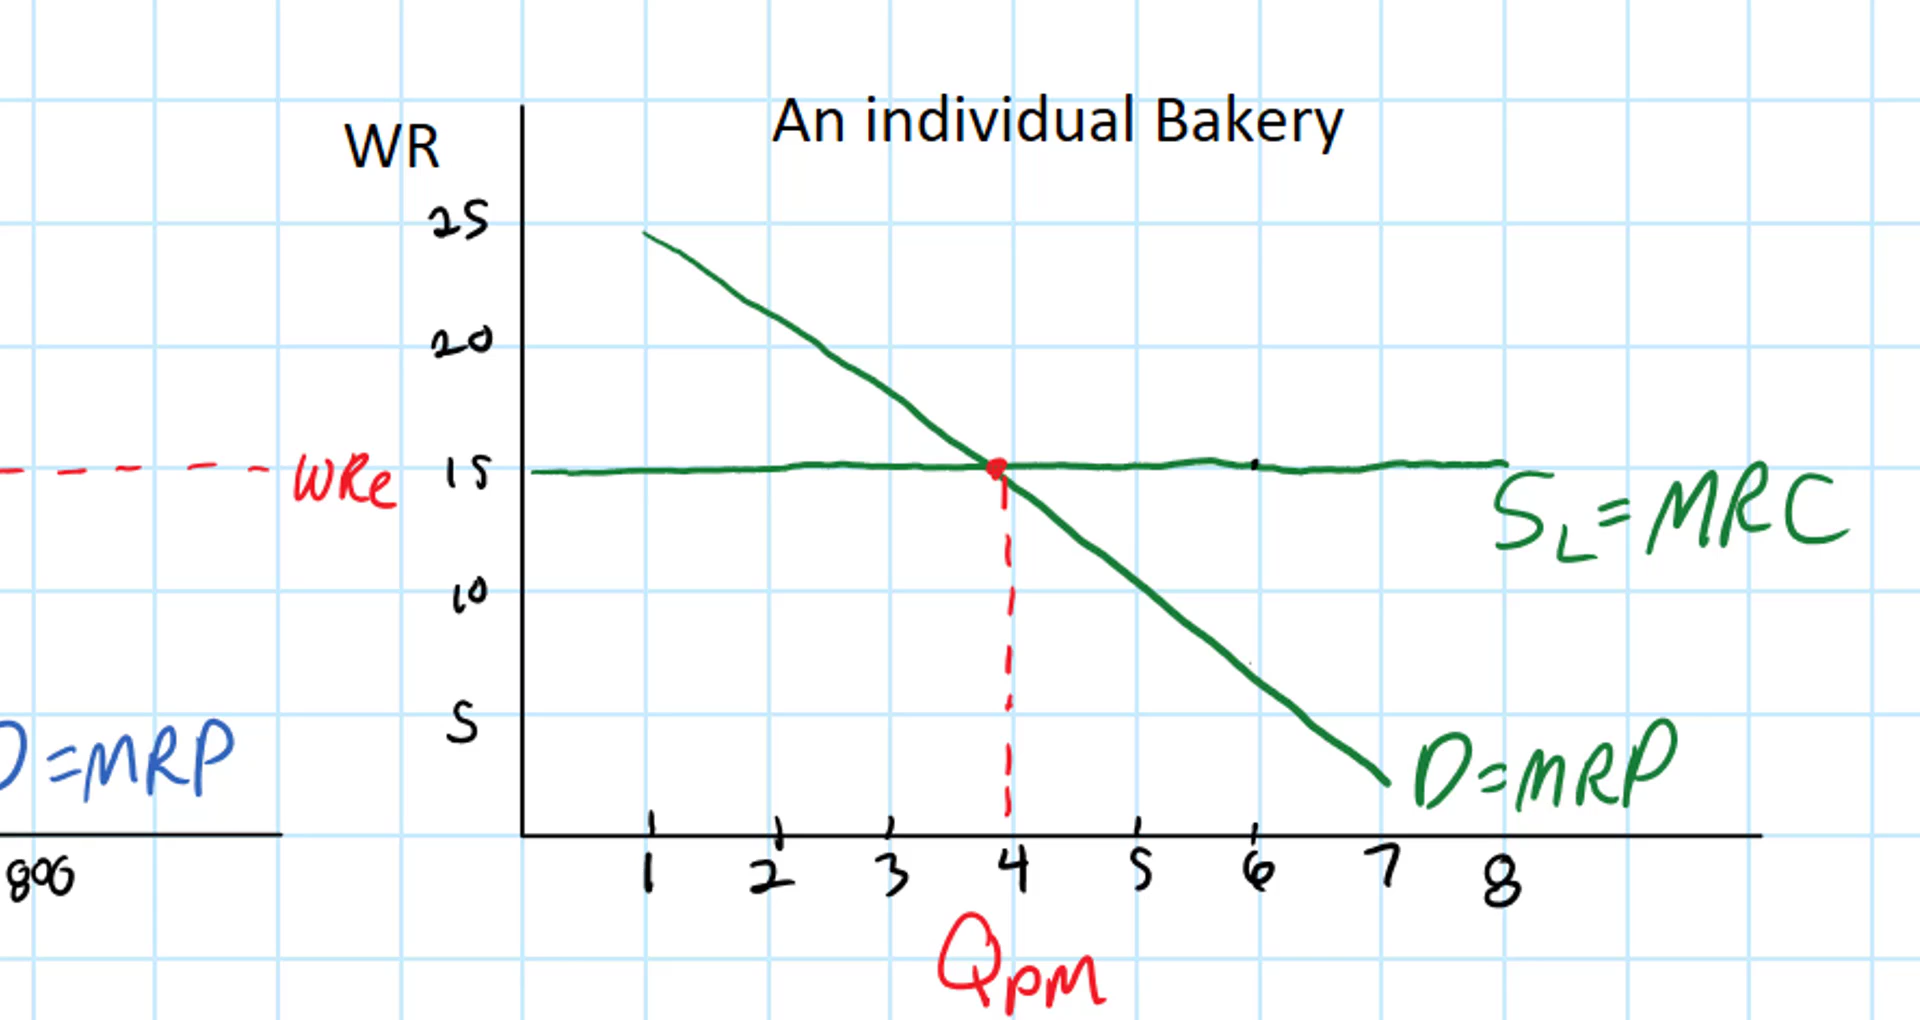 An individual Bakery
WR
25
20
WRe 15
SL = MRC
10
5
D = MRP
D = MRP
800
1 2 3 4 5 6 7 8
Qpm